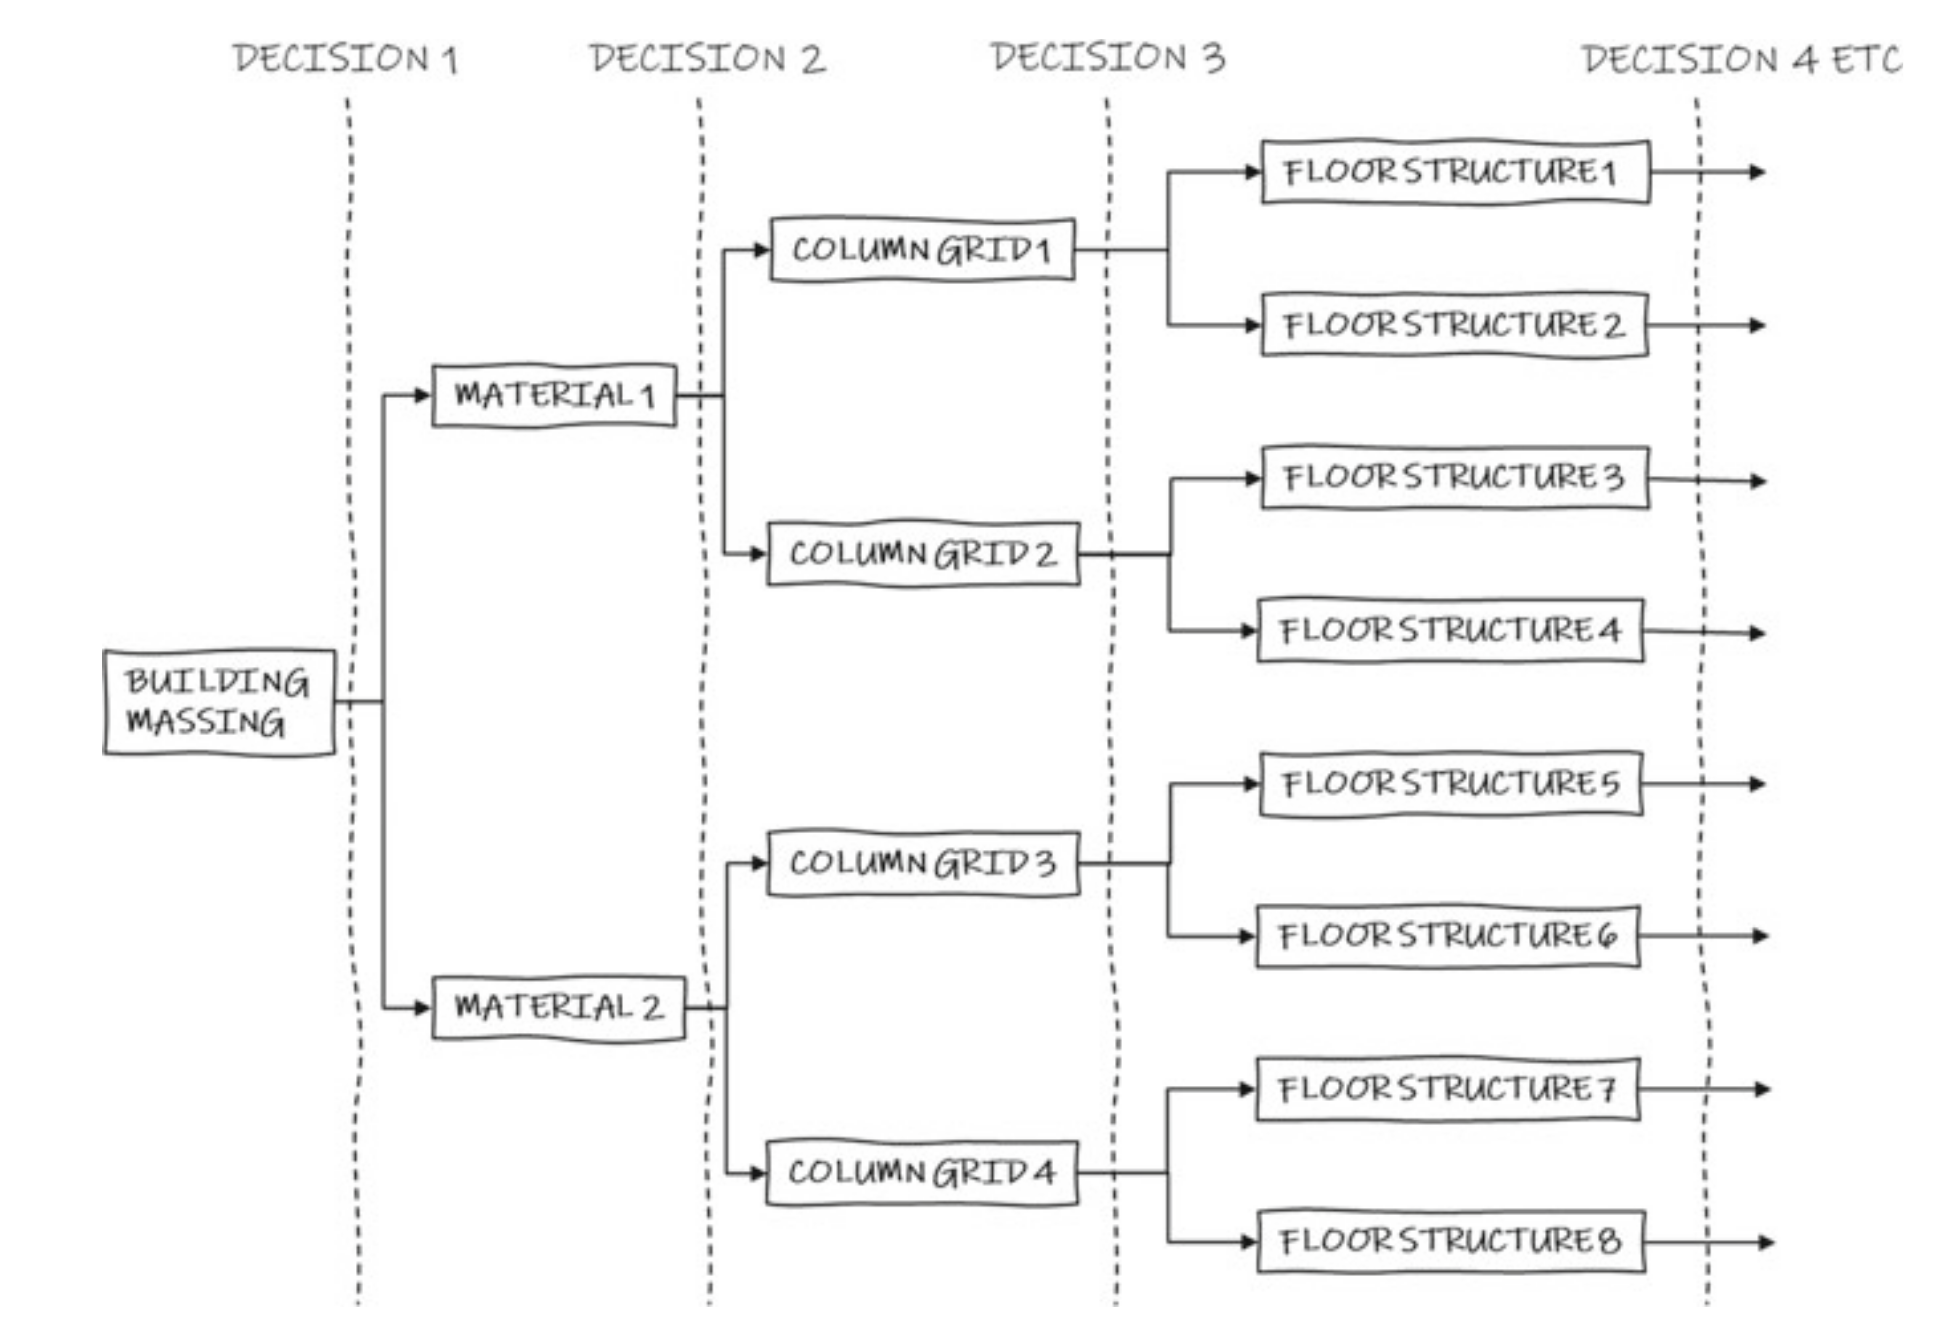 DECISION 1
DECISION 2
DECISION 3
DECISION 4 ETC
BUILDING
MASSING
MATERIAL 1
MATERIAL 2
COLUMN GRID 1
COLUMN GRID 2
COLUMN GRID 3
COLUMN GRID 4
FLOOR STRUCTURE 1
FLOOR STRUCTURE 2
FLOOR STRUCTURE 3
FLOOR STRUCTURE 4
FLOOR STRUCTURE 5
FLOOR STRUCTURE 6
FLOOR STRUCTURE 7
FLOOR STRUCTURE 8